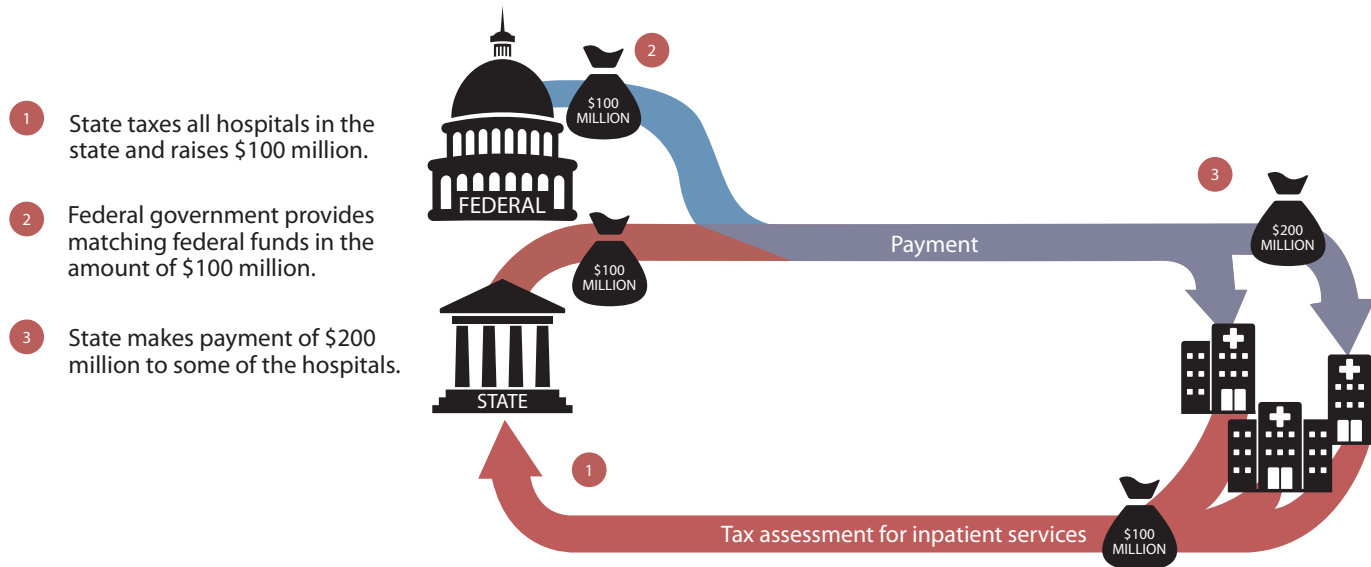 1
State taxes all hospitals in the
state and raises $100 million.
2
Federal government provides
matching federal funds in the
amount of $100 million.
3
State makes payment of $200
million to some of the hospitals.
2
$100
MILLION
FEDERAL
3
$200
MILLION
Payment
$100
MILLION
STATE
1
Tax assessment for inpatient services
$100
MILLION